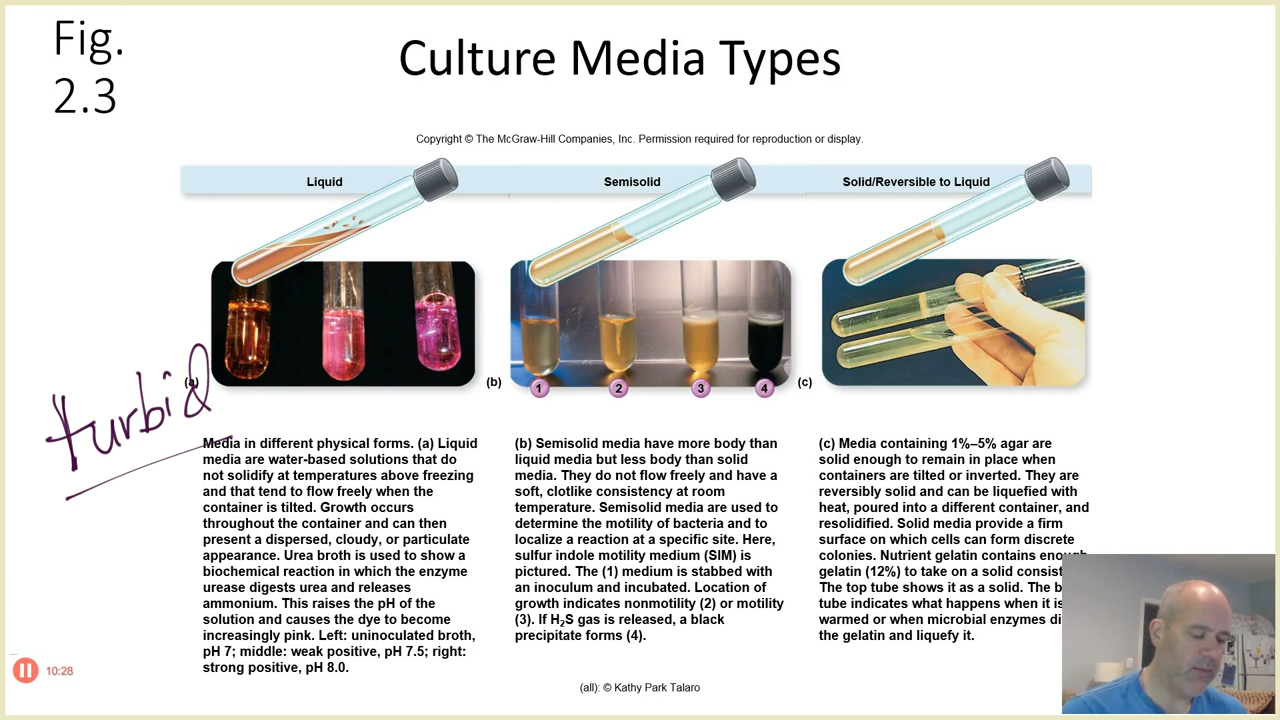 Fig.
2.3
Culture Media Types
Copyright © The McGraw-Hill Companies, Inc. Permission required for reproduction or display.
Liquid
Semisolid
Solid/Reversible to Liquid
(a)
(b)
1
2
3
4
(c)
turbid
Media in different physical forms. (a) Liquid
media are water-based solutions that do
not solidify at temperatures above freezing
and that tend to flow freely when the
container is tilted. Growth occurs
throughout the container and can then
present a dispersed, cloudy, or particulate
appearance. Urea broth is used to show a
biochemical reaction in which the enzyme
urease digests urea and releases
ammonium. This raises the pH of the
solution and causes the dye to become
increasingly pink. Left: uninoculated broth,
pH 7; middle: weak positive, pH 7.5; right:
strong positive, pH 8.0.
(b) Semisolid media have more body than
liquid media but less body than solid
media. They do not flow freely and have a
soft, clotlike consistency at room
temperature. Semisolid media are used to
determine the motility of bacteria and to
localize a reaction at a specific site. Here,
sulfur indole motility medium (SIM) is
pictured. The (1) medium is stabbed with
an inoculum and incubated. Location of
growth indicates nonmotility (2) or motility
(3). If H₂S gas is released, a black
precipitate forms (4).
(c) Media containing 1%–5% agar are
solid enough to remain in place when
containers are tilted or inverted. They are
reversibly solid and can be liquefied with
heat, poured into a different container, and
resolidified. Solid media provide a firm
surface on which cells can form discrete
colonies. Nutrient gelatin contains enough
gelatin (12%) to take on a solid
The top tube shows it as a solid. The
tube indicates what happens when it is
warmed or when microbial enzymes
the gelatin and liquefy it.
(all): © Kathy Park Talaro
10:28